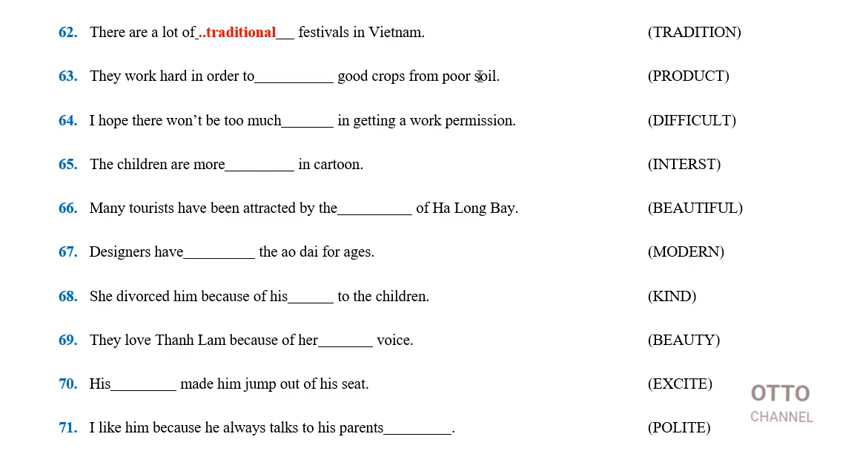 62. There are a lot of ..traditional__ festivals in Vietnam. (TRADITION)
63. They work hard in order to__________ good crops from poor soil. (PRODUCT)
64. I hope there won't be too much_______ in getting a work permission. (DIFFICULT)
65. The children are more_________ in cartoon. (INTERST)
66. Many tourists have been attracted by the__________ of Ha Long Bay. (BEAUTIFUL)
67. Designers have_________ the ao dai for ages. (MODERN)
68. She divorced him because of his______ to the children. (KIND)
69. They love Thanh Lam because of her_______ voice. (BEAUTY)
70. His_________ made him jump out of his seat. (EXCITE)
71. I like him because he always talks to his parents_________. (POLITE)
OTTO
CHANNEL